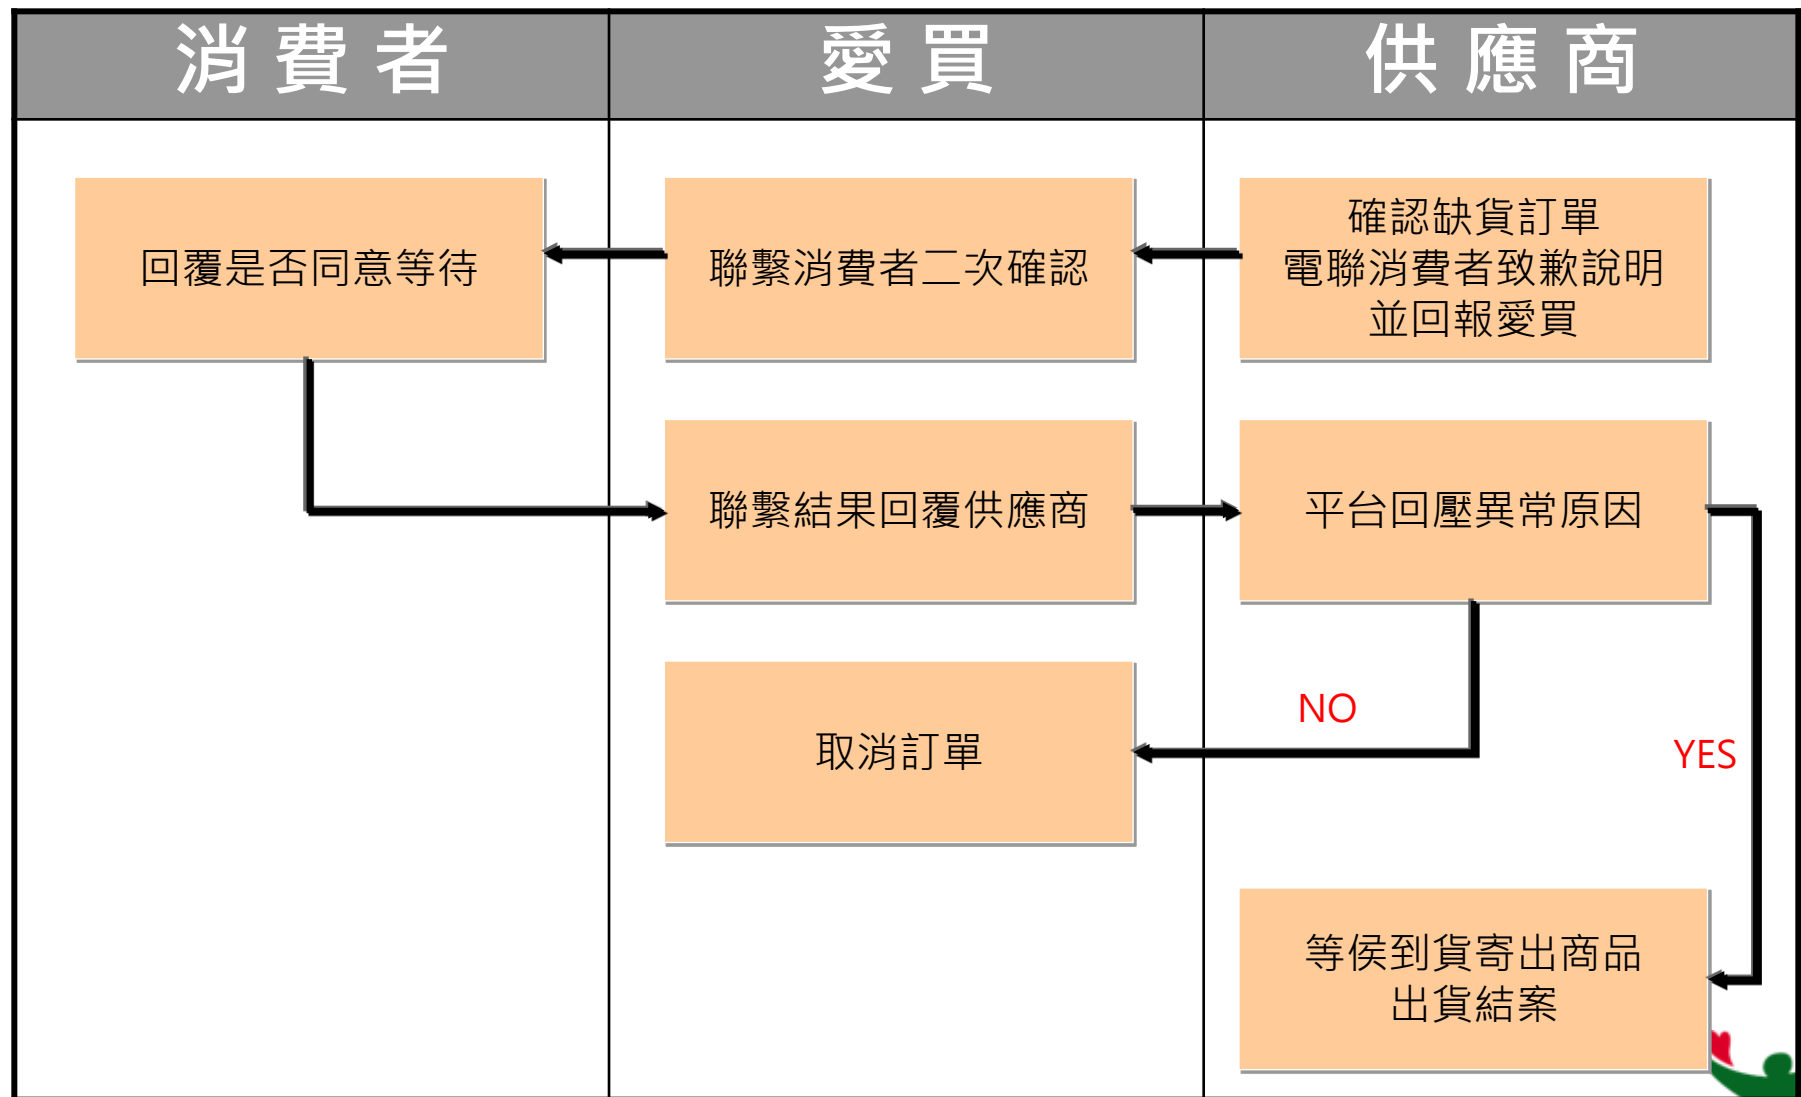 消費者
愛買
供應商
回覆是否同意等待
聯繫消費者二次確認
確認缺貨訂單
電聯消費者致歉說明
並回報愛買
聯繫結果回覆供應商
平台回壓異常原因
取消訂單
NO
YES
等侯到貨寄出商品
出貨結案